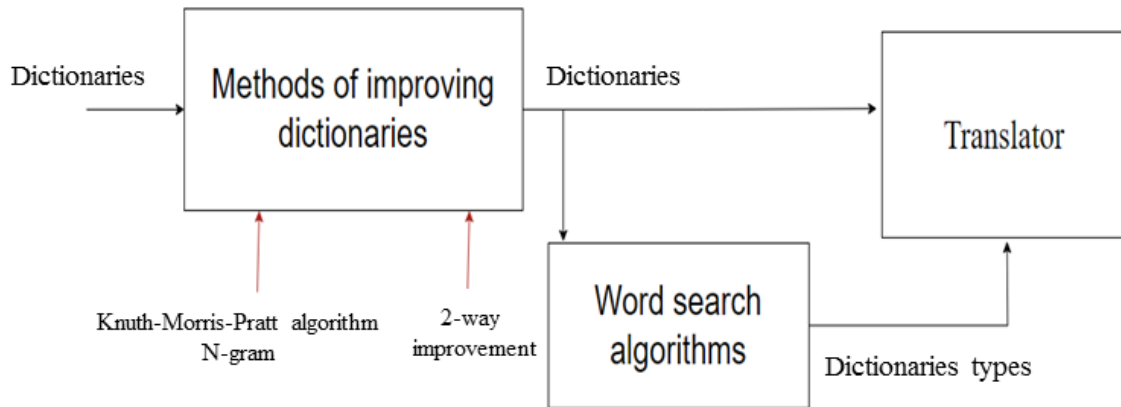 Dictionaries
Methods of improving
dictionaries
Dictionaries
Translator
Knuth-Morris-Pratt algorithm
N-gram
2-way
improvement
Word search
algorithms
Dictionaries types